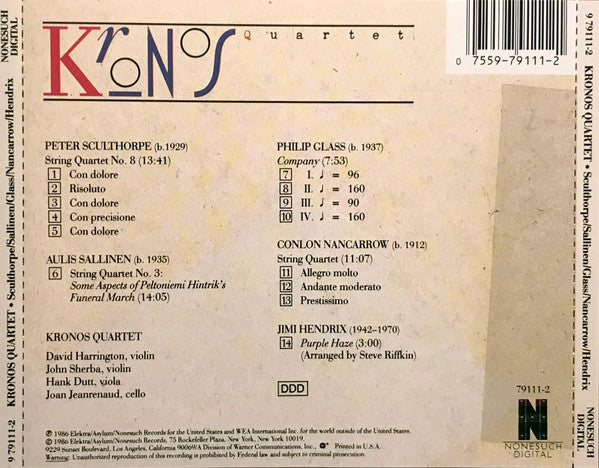 Kronos
Quartet
0 7559-79111-2 2
PETER SCULTHORPE (b. 1929)
String Quartet No. 8 (13:41)
1 Con dolore
2 Risoluto
3 Con dolore
4 Con precisione
5 Con dolore
AULIS SALLINEN (b. 1935)
6 String Quartet No. 3:
Some Aspects of Peltoniemi Hintrik's
Funeral March (14:05)
KRONOS QUARTET
David Harrington, violin
John Sherba, violin
Hank Dutt, viola
Joan Jeanrenaud, cello
PHILIP GLASS (b. 1937)
Company (7:53)
7 I. ♩ = 96
8 II. ♩ = 160
9 III. ♩ = 90
10 IV. ♩ = 160
CONLON NANCARROW (b. 1912)
String Quartet (11:07)
11 Allegro molto
12 Andante moderato
13 Prestissimo
JIMI HENDRIX (1942-1970)
14 Purple Haze (3:00)
(Arranged by Steve Riffkin)
DDD
79111-2
N
NONESUCH
DIGITAL
℗ 1986 Elektra/Asylum/Nonesuch Records for the United States and WEA International Inc. for the world outside of the United States.
© 1986 Elektra/Asylum/Nonesuch Records, 75 Rockefeller Plaza, New York, New York 10019.
9229 Sunset Boulevard, Los Angeles, California 90069/A Division of Warner Communications, Inc., Printed in U.S.A.
Warning: Unauthorized reproduction of this recording is prohibited by Federal law and subject to criminal prosecution.
9 79111-2 KRONOS QUARTET • Sculthorpe/Sallinen/Glass/Nancarrow/Hendrix NONESUCH
DIGITAL
9 79111-2 KRONOS QUARTET • Sculthorpe/Sallinen/Glass/Nancarrow/Hendrix NONESUCH
DIGITAL